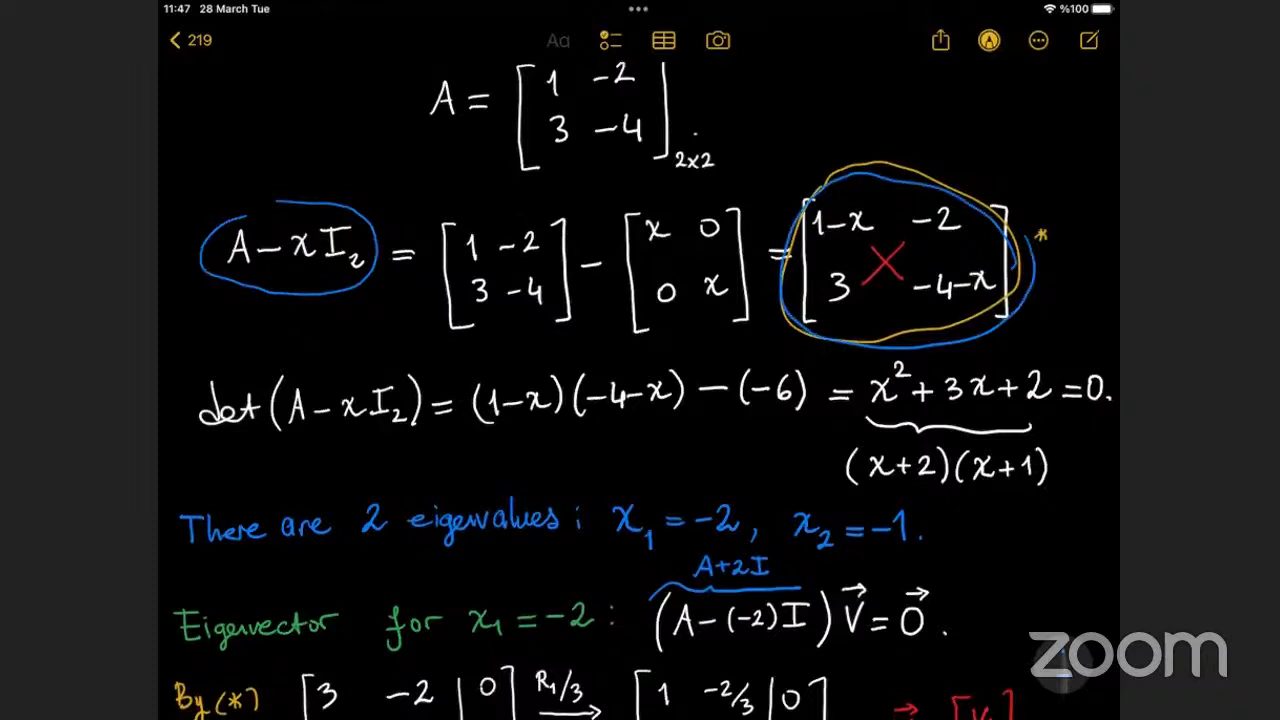 11:47 28 March Tue
%100
219
Aa
A = [ 1 -2
3 -4 ] 2x2
A - xI₂ = [ 1 -2 ; 3 -4 ] - [ x 0 ; 0 x ] = [ 1-x -2 ; 3 -4-x ] *
det(A - xI₂) = (1-x)(-4-x) - (-6) = x² + 3x + 2 = 0.
(x+2)(x+1)
There are 2 eigenvalues: x₁ = -2, x₂ = -1.
A+2I
Eigenvector for x₁ = -2: (A - (-2)I) V⃗ = 0⃗.
By (*) [ 3 -2 | 0 ] R₁/3 → [ 1 -2/3 | 0 ]
zoom